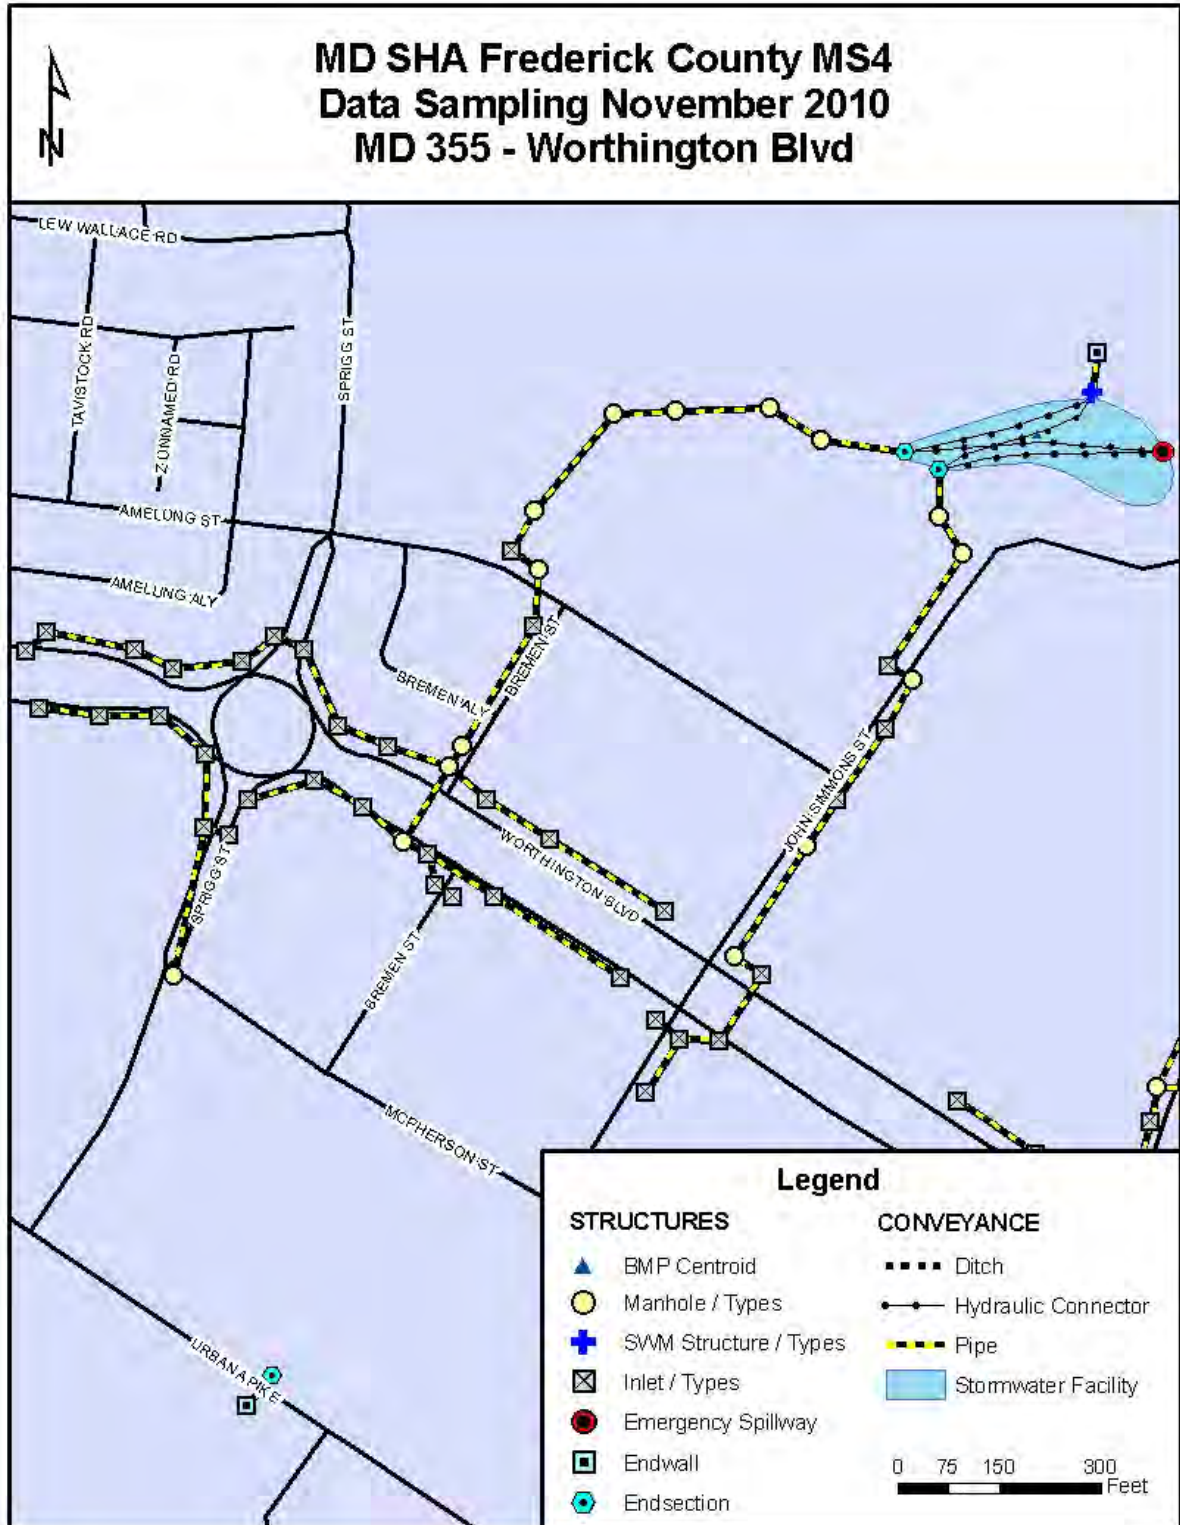 MD SHA Frederick County MS4
Data Sampling November 2010
MD 355 - Worthington Blvd
N
LEW WALLACE RD
TAVISTOCK RD
ZUNNAMED RD
SPRIGG ST
AMELUNG ST
AMELUNG ALY
BREMEN ST
BREMEN ALY
JOHN SIMMONS ST
WORTHINGTON BLVD
SPRIGG ST
BREMEN ST
MCPHERSON ST
URBANA PIKE
Legend
STRUCTURES
BMP Centroid
Manhole / Types
SWM Structure / Types
Inlet / Types
Emergency Spillway
Endwall
Endsection
CONVEYANCE
Ditch
Hydraulic Connector
Pipe
Stormwater Facility
0 75 150 300
Feet